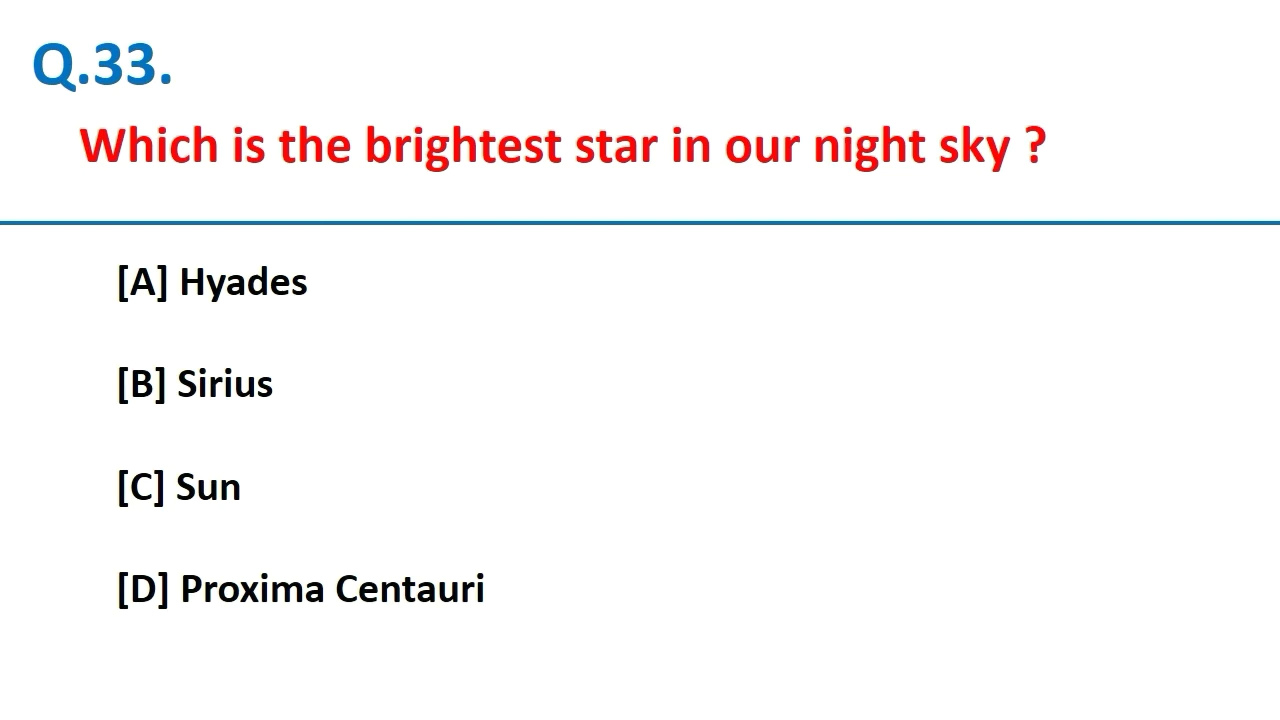 Q.33.
Which is the brightest star in our night sky ?
[A] Hyades
[B] Sirius
[C] Sun
[D] Proxima Centauri